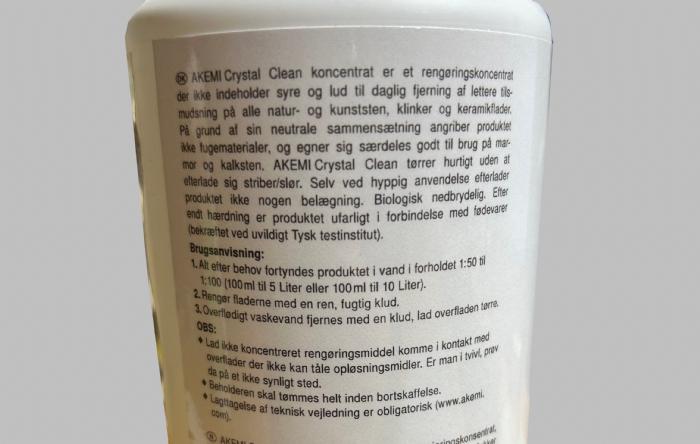 DK AKEMI Crystal Clean koncentrat er et rengøringskoncentrat
der ikke indeholder syre og lud til daglig fjerning af lettere tils-
mudsning på alle natur- og kunststen, klinker og keramikflader.
På grund af sin neutrale sammensætning angriber produktet
ikke fugematerialer, og egner sig særdeles godt til brug på mar-
mor og kalksten. AKEMI Crystal Clean tørrer hurtigt uden at
efterlade sig striber/slør. Selv ved hyppig anvendelse efterlader
produktet ikke nogen belægning. Biologisk nedbrydelig. Efter
endt hærdning er produktet ufarligt i forbindelse med fødevarer
(bekræftet ved uvildigt Tysk testinstitut).
Brugsanvisning:
1. Alt efter behov fortyndes produktet i vand i forholdet 1:50 til
1:100 (100 ml til 5 Liter eller 100 ml til 10 Liter).
2. Rengør fladerne med en ren, fugtig klud.
3. Overflødigt vaskevand fjernes med en klud, lad overfladen tørre.
OBS:
♦ Lad ikke koncentreret rengøringsmiddel komme i kontakt med
overflader der ikke kan tåle opløsningsmidler. Er man i tvivl, prøv
da på et ikke synligt sted.
♦ Beholderen skal tømmes helt inden bortskaffelse.
♦ Lagttagelse af teknisk vejledning er obligatorisk (www.akemi.
com).
AKEMI